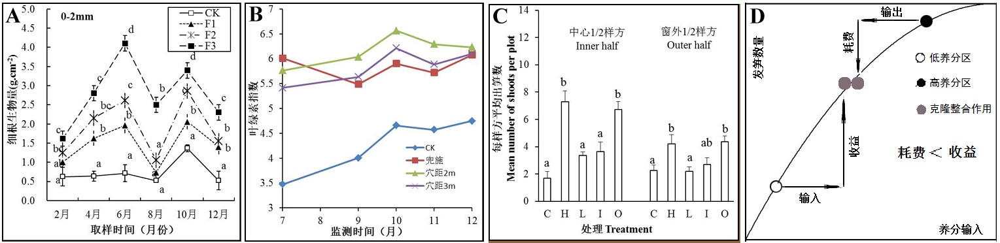 A
0-2mm
CK
F1
F2
F3
细根生物量(g.cm-2)
5.0
4.5
4.0
3.5
3.0
2.5
2.0
1.5
1.0
0.5
0.0
a
a
a
a
a
a
ab
b
b
a
a
b
bc
bc
c
a
c
b
c
c
d
b
d
c
2月
4月
6月
8月
10月
12月
取样时间（月份）
B
叶绿素指数
7
6.5
6
5.5
5
4.5
4
3.5
3
CK
兜施
穴距2m
穴距3m
7
8
9
10
11
12
监测时间（月）
C
中心1/2样方
Inner half
窗外1/2样方
Outer half
每样方平均出笋数
Mean number of shoots per plot
14
12
10
8
6
4
2
0
a
b
a
a
b
a
b
a
ab
b
C
H
L
I
O
C
H
L
I
O
处理 Treatment
D
发笋数量
输出
耗费
低养分区
高养分区
克隆整合作用
收益
耗费＜收益
输入
养分输入